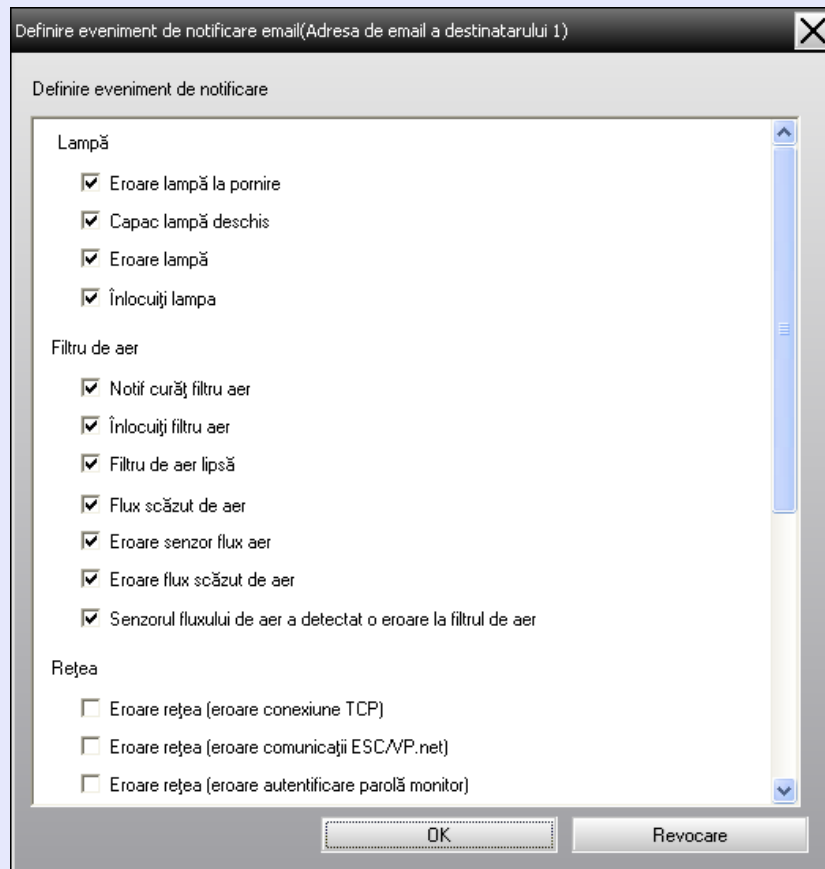 Definire eveniment de notificare email(Adresa de email a destinatarului 1)
Definire eveniment de notificare
Lampă
Eroare lampă la pornire
Capac lampă deschis
Eroare lampă
Înlocuiţi lampa
Filtru de aer
Notif curăţ filtru aer
Înlocuiţi filtru aer
Filtru de aer lipsă
Flux scăzut de aer
Eroare senzor flux aer
Eroare flux scăzut de aer
Senzorul fluxului de aer a detectat o eroare la filtrul de aer
Reţea
Eroare reţea (eroare conexiune TCP)
Eroare reţea (eroare comunicaţii ESC/VP.net)
Eroare reţea (eroare autentificare parolă monitor)
OK
Revocare